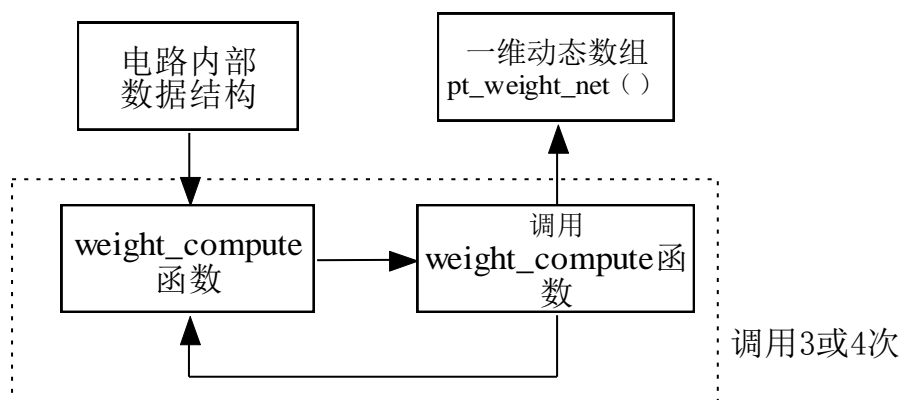 电路内部
数据结构
一维动态数组
pt_weight_net（）
weight_compute
函数
调用
weight_compute函
数
调用3或4次